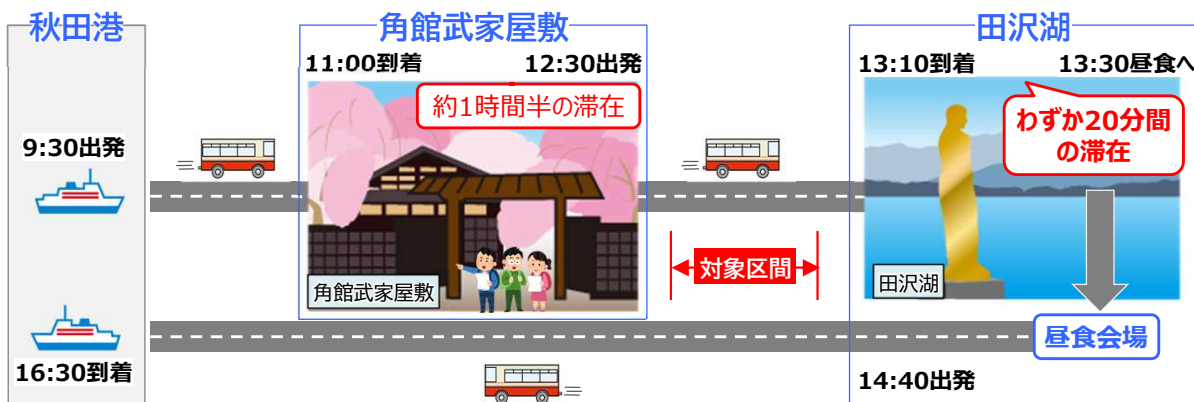 秋田港
角館武家屋敷
田沢湖
11:00到着
12:30出発
13:10到着
13:30昼食へ
約1時間半の滞在
わずか20分間
の滞在
9:30出発
対象区間
角館武家屋敷
田沢湖
昼食会場
16:30到着
14:40出発